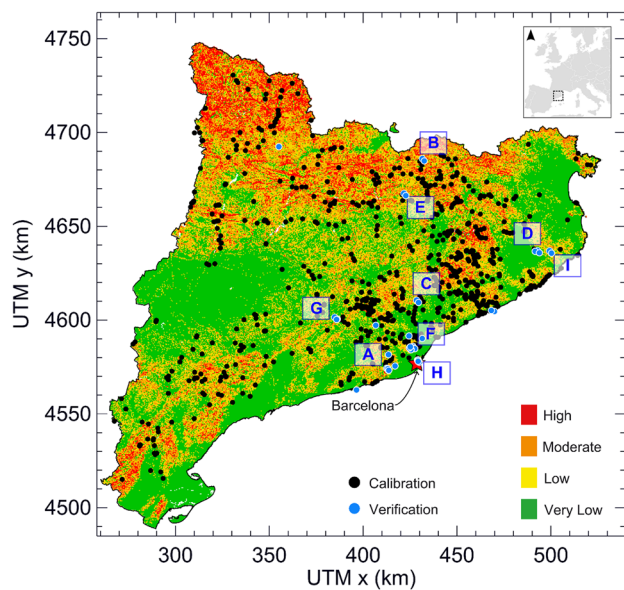 4750
4700
4650
4600
4550
4500
UTM y (km)
B
E
D
I
C
G
F
A
H
Barcelona
Calibration
Verification
High
Moderate
Low
Very Low
300 350 400 450 500
UTM x (km)